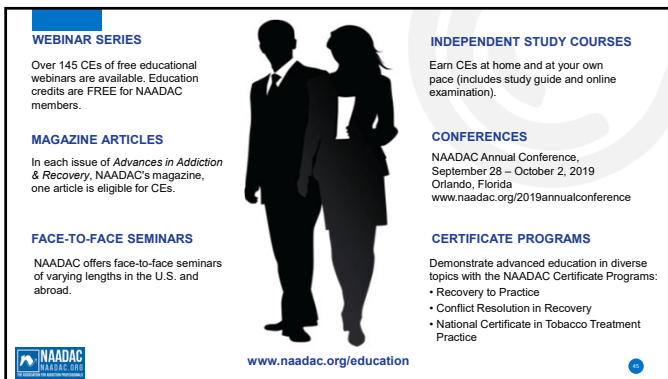 WEBINAR SERIES
Over 145 CEs of free educational
webinars are available. Education
credits are FREE for NAADAC
members.
MAGAZINE ARTICLES
In each issue of Advances in Addiction
& Recovery, NAADAC's magazine,
one article is eligible for CEs.
FACE-TO-FACE SEMINARS
NAADAC offers face-to-face seminars
of varying lengths in the U.S. and
abroad.
INDEPENDENT STUDY COURSES
Earn CEs at home and at your own
pace (includes study guide and online
examination).
CONFERENCES
NAADAC Annual Conference,
September 28 – October 2, 2019
Orlando, Florida
www.naadac.org/2019annualconference
CERTIFICATE PROGRAMS
Demonstrate advanced education in diverse
topics with the NAADAC Certificate Programs:
• Recovery to Practice
• Conflict Resolution in Recovery
• National Certificate in Tobacco Treatment
Practice
NAADAC
NAADAC.ORG
THE ASSOCIATION FOR ADDICTION PROFESSIONALS
www.naadac.org/education
45